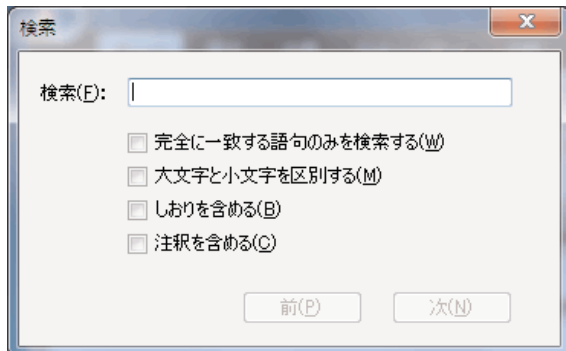 検索
検索(F):
完全に一致する語句のみを検索する(W)
大文字と小文字を区別する(M)
しおりを含める(B)
注釈を含める(C)
前(P) 次(N)